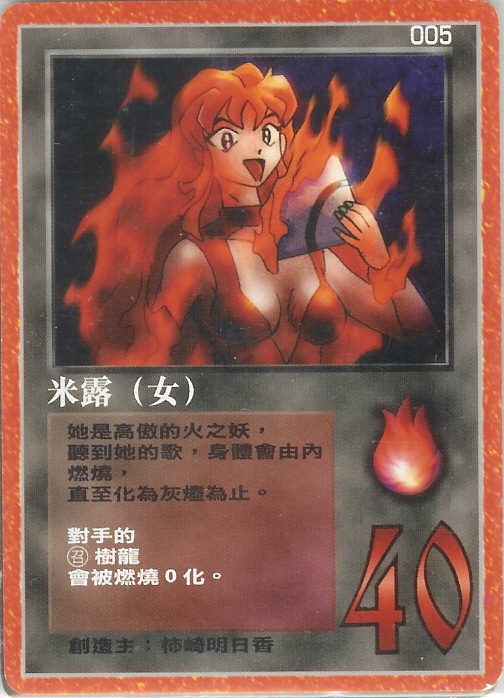 005
米露（女）
她是高傲的火之妖，
聽到她的歌，身體會由內
燃燒，
直至化為灰燼為止。
對手的
召 樹龍
會被燃燒０化。
40
創造主：柿崎明日香